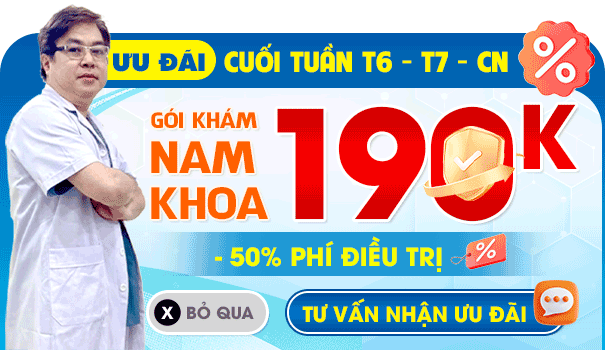 ƯU ĐÃI CUỐI TUẦN T6 - T7 - CN
%
GÓI KHÁM
NAM
KHOA
190K
- 50% PHÍ ĐIỀU TRỊ
%
X BỎ QUA
TƯ VẤN NHẬN ƯU ĐÃI